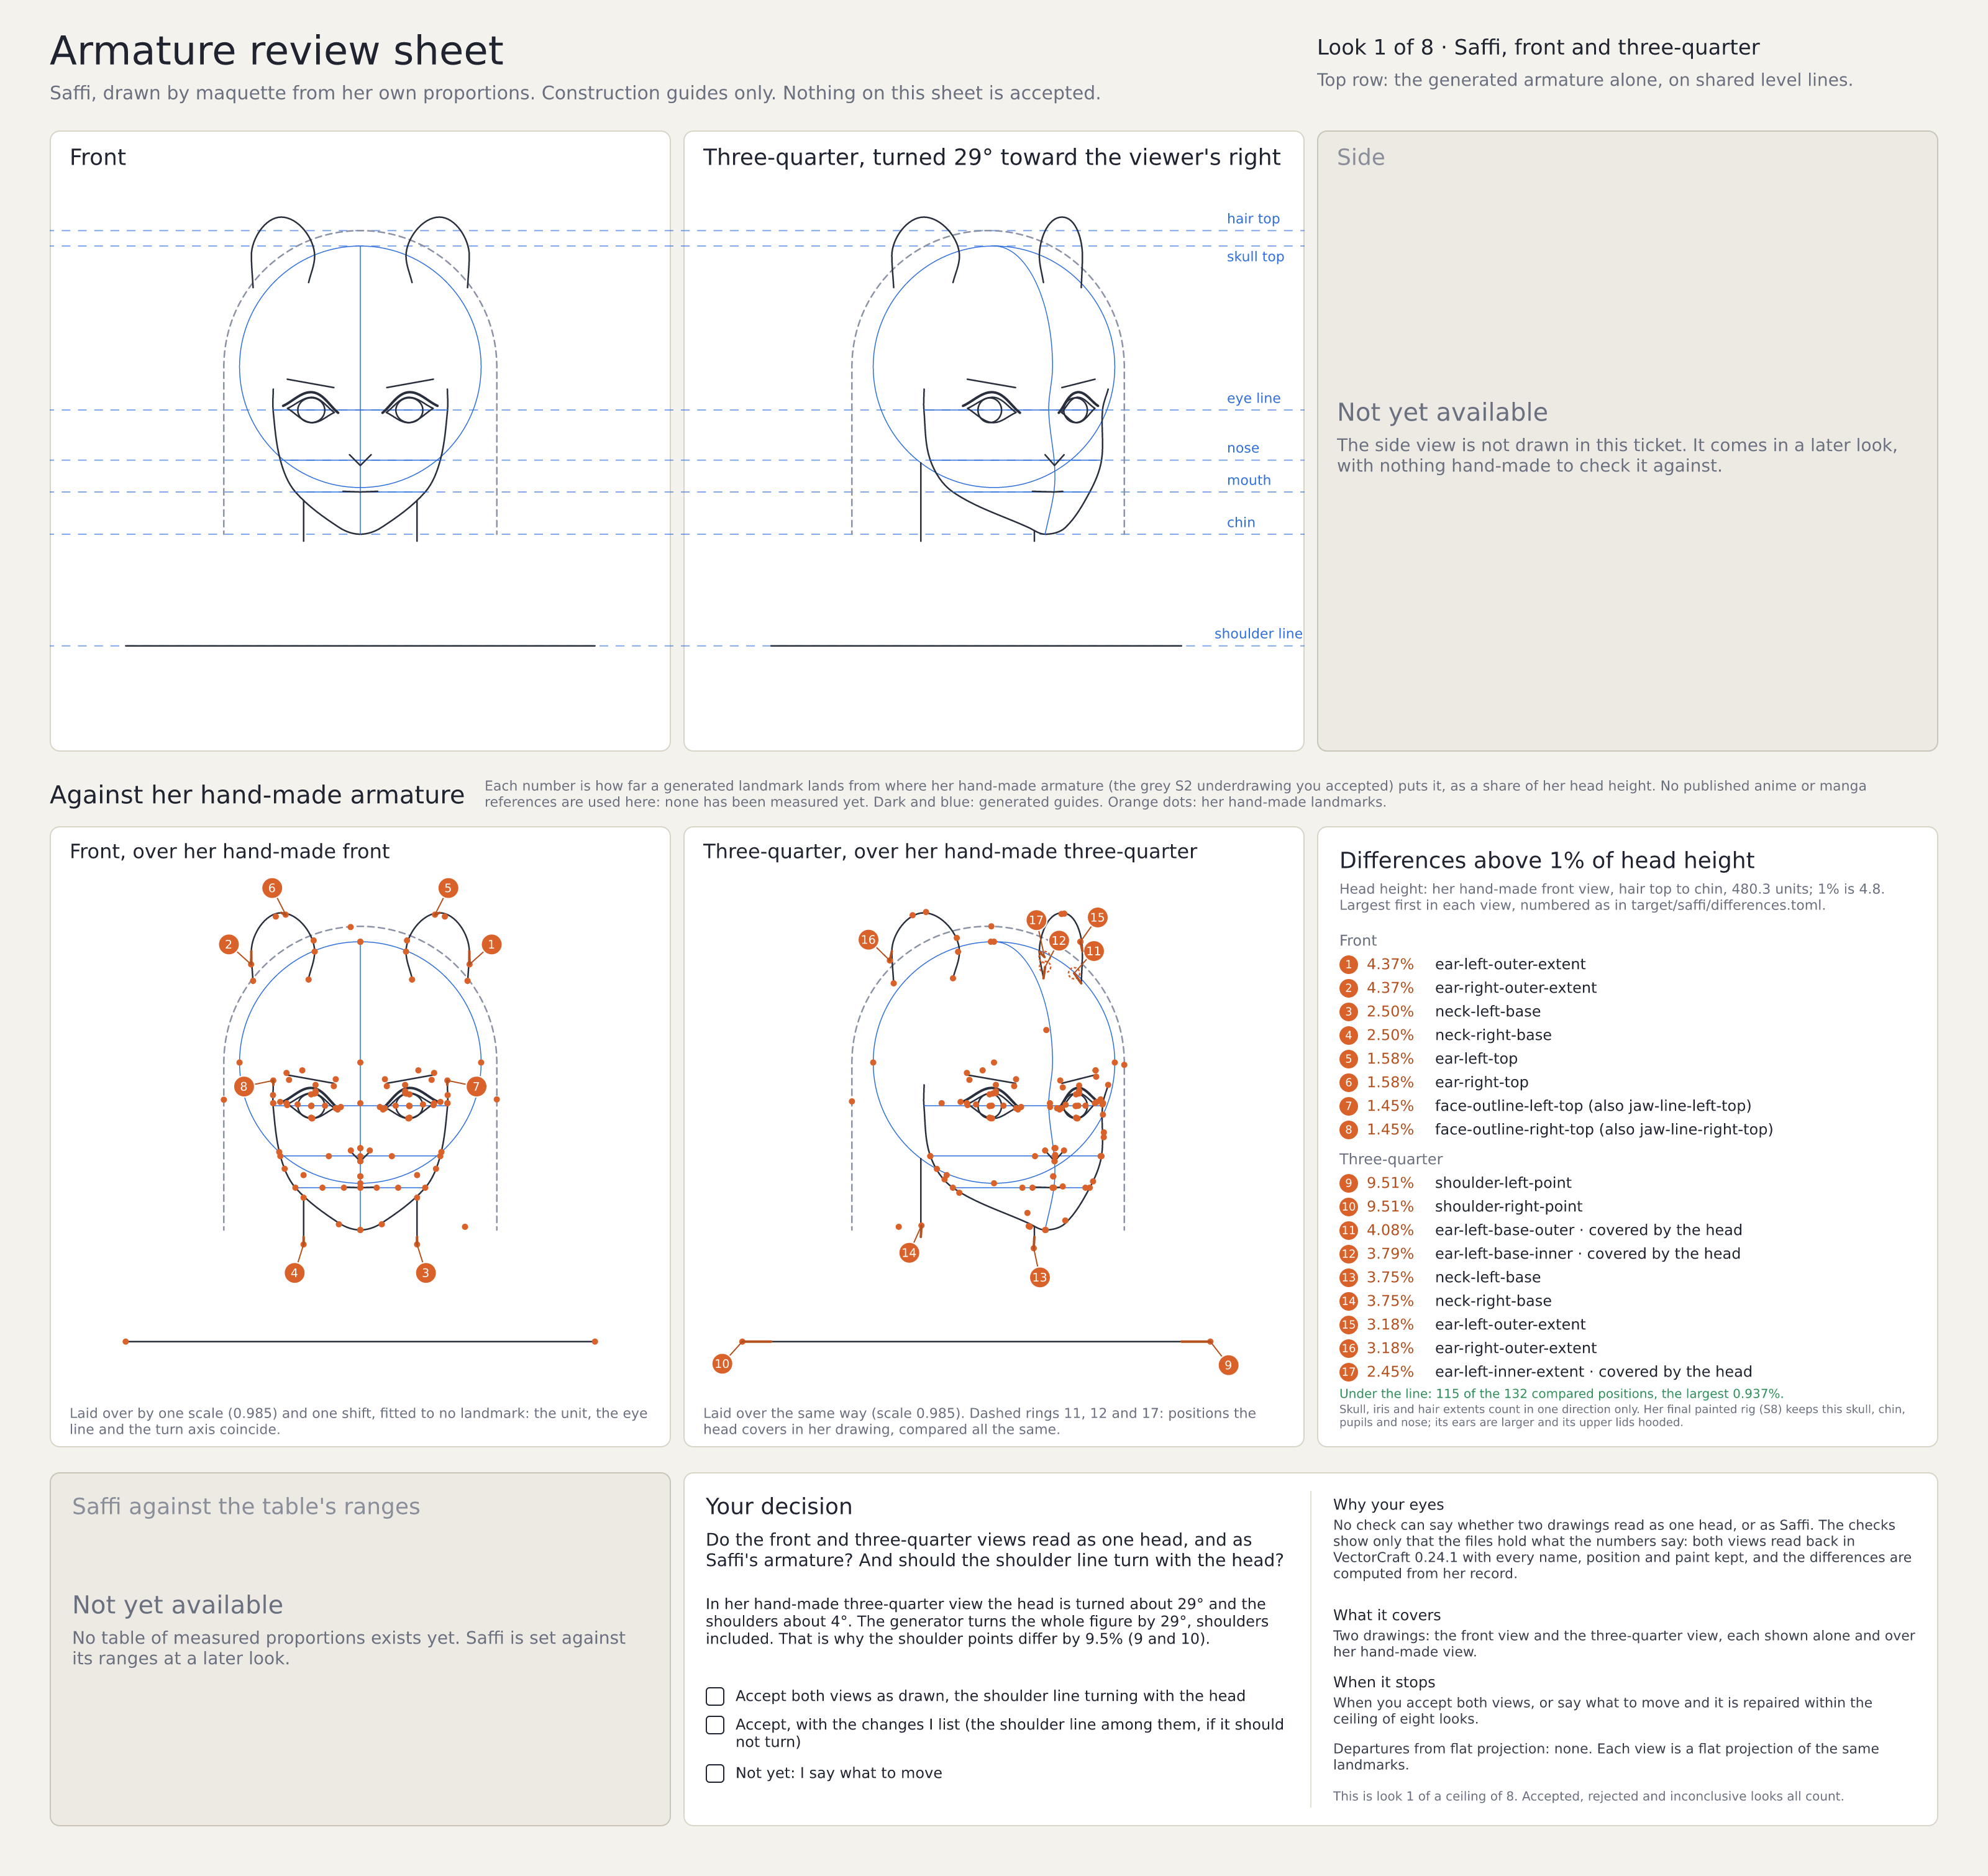 Armature review sheet
Saffi, drawn by maquette from her own proportions. Construction guides only. Nothing on this sheet is accepted.
Look 1 of 8 · Saffi, front and three-quarter
Top row: the generated armature alone, on shared level lines.
Front
Three-quarter, turned 29° toward the viewer's right
hair top
skull top
eye line
nose
mouth
chin
shoulder line
Side
Not yet available
The side view is not drawn in this ticket. It comes in a later look,
with nothing hand-made to check it against.
Against her hand-made armature
Each number is how far a generated landmark lands from where her hand-made armature (the grey S2 underdrawing you accepted) puts it, as a share of her head height. No published anime or manga
references are used here: none has been measured yet. Dark and blue: generated guides. Orange dots: her hand-made landmarks.
Front, over her hand-made front
6
5
2
1
8
7
4
3
Laid over by one scale (0.985) and one shift, fitted to no landmark: the unit, the eye
line and the turn axis coincide.
Three-quarter, over her hand-made three-quarter
17
15
16
12
11
14
13
10
9
Laid over the same way (scale 0.985). Dashed rings 11, 12 and 17: positions the
head covers in her drawing, compared all the same.
Differences above 1% of head height
Head height: her hand-made front view, hair top to chin, 480.3 units; 1% is 4.8.
Largest first in each view, numbered as in target/saffi/differences.toml.
Front
1 4.37% ear-left-outer-extent
2 4.37% ear-right-outer-extent
3 2.50% neck-left-base
4 2.50% neck-right-base
5 1.58% ear-left-top
6 1.58% ear-right-top
7 1.45% face-outline-left-top (also jaw-line-left-top)
8 1.45% face-outline-right-top (also jaw-line-right-top)
Three-quarter
9 9.51% shoulder-left-point
10 9.51% shoulder-right-point
11 4.08% ear-left-base-outer · covered by the head
12 3.79% ear-left-base-inner · covered by the head
13 3.75% neck-left-base
14 3.75% neck-right-base
15 3.18% ear-left-outer-extent
16 3.18% ear-right-outer-extent
17 2.45% ear-left-inner-extent · covered by the head
Under the line: 115 of the 132 compared positions, the largest 0.937%.
Skull, iris and hair extents count in one direction only. Her final painted rig (S8) keeps this skull, chin,
pupils and nose; its ears are larger and its upper lids hooded.
Saffi against the table's ranges
Not yet available
No table of measured proportions exists yet. Saffi is set against
its ranges at a later look.
Your decision
Do the front and three-quarter views read as one head, and as
Saffi's armature? And should the shoulder line turn with the head?
In her hand-made three-quarter view the head is turned about 29° and the
shoulders about 4°. The generator turns the whole figure by 29°, shoulders
included. That is why the shoulder points differ by 9.5% (9 and 10).
Accept both views as drawn, the shoulder line turning with the head
Accept, with the changes I list (the shoulder line among them, if it should
not turn)
Not yet: I say what to move
Why your eyes
No check can say whether two drawings read as one head, or as Saffi. The checks
show only that the files hold what the numbers say: both views read back in
VectorCraft 0.24.1 with every name, position and paint kept, and the differences are
computed from her record.
What it covers
Two drawings: the front view and the three-quarter view, each shown alone and over
her hand-made view.
When it stops
When you accept both views, or say what to move and it is repaired within the
ceiling of eight looks.
Departures from flat projection: none. Each view is a flat projection of the same
landmarks.
This is look 1 of a ceiling of 8. Accepted, rejected and inconclusive looks all count.